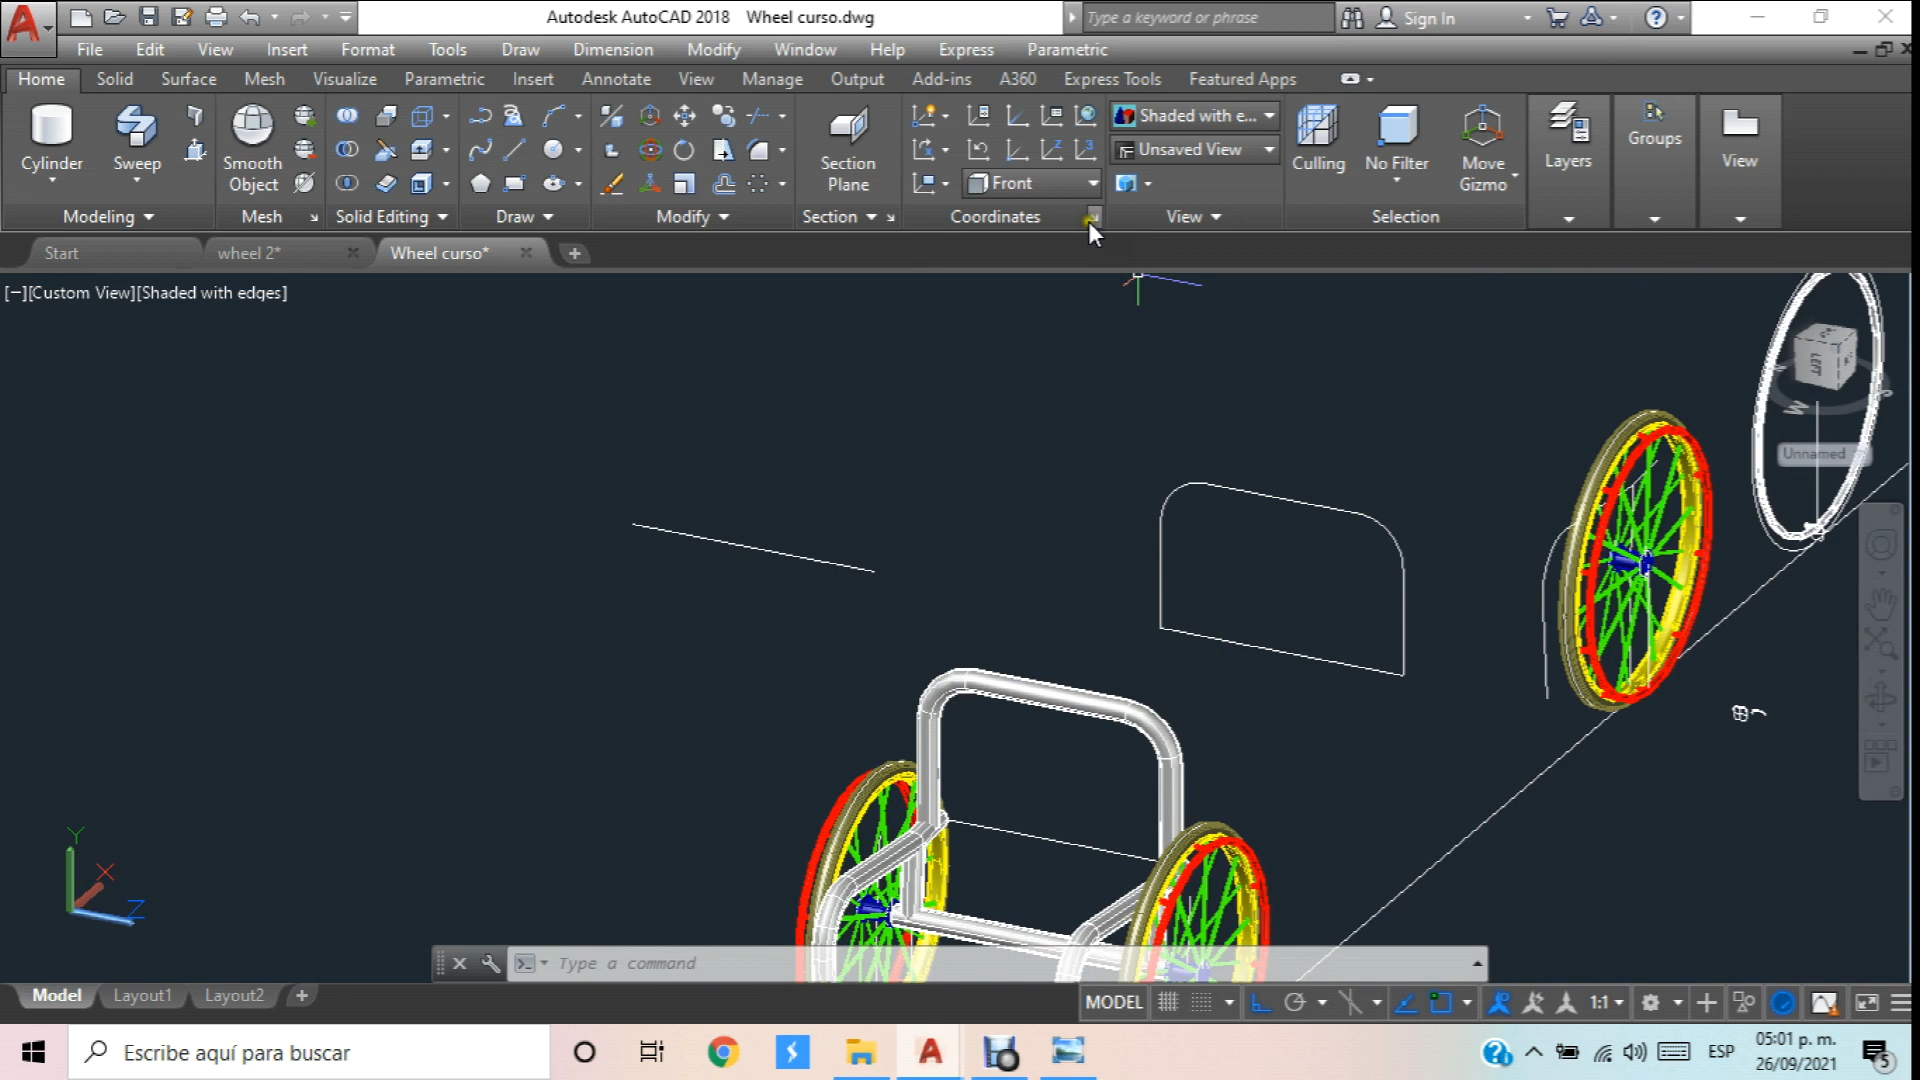 Autodesk AutoCAD 2018 Wheel curso.dwg
Type a keyword or phrase
Sign In
File Edit View Insert Format Tools Draw Dimension Modify Window Help Express Parametric
Home Solid Surface Mesh Visualize Parametric Insert Annotate View Manage Output Add-ins A360 Express Tools Featured Apps
Cylinder
Sweep
Smooth Object
Section Plane
Front
Shaded with e...
Unsaved View
Culling
No Filter
Move Gizmo
Layers
Groups
View
Modeling Mesh Solid Editing Draw Modify Section Coordinates View Selection
Start wheel 2* Wheel curso*
[−][Custom View][Shaded with edges]
LEFT
W
Unnamed
Y
X
Z
Type a command
Model Layout1 Layout2
MODEL
1:1
Escribe aquí para buscar
ESP
05:01 p. m.
26/09/2021
5